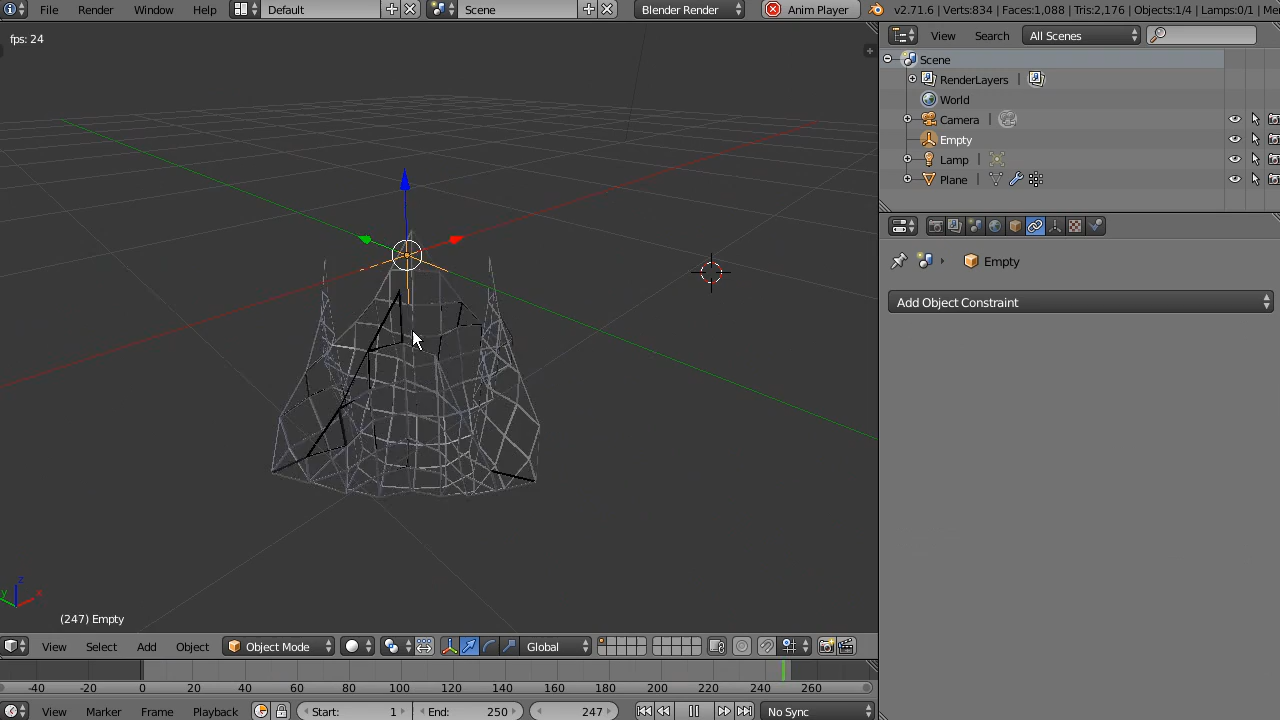 File Render Window Help Default Scene Blender Render Anim Player v2.71.6 | Verts:834 | Faces:1,088 | Tris:2,176 | Objects:1/4 | Lamps:0/1 |
fps: 24
View Search All Scenes
Scene
RenderLayers
World
Camera
Empty
Lamp
Plane
Empty
Add Object Constraint
z
y x
(247) Empty
View Select Add Object Object Mode Global
-40 -20 0 20 40 60 80 100 120 140 160 180 200 220 240 260
View Marker Frame Playback Start: 1 End: 250 247 No Sync